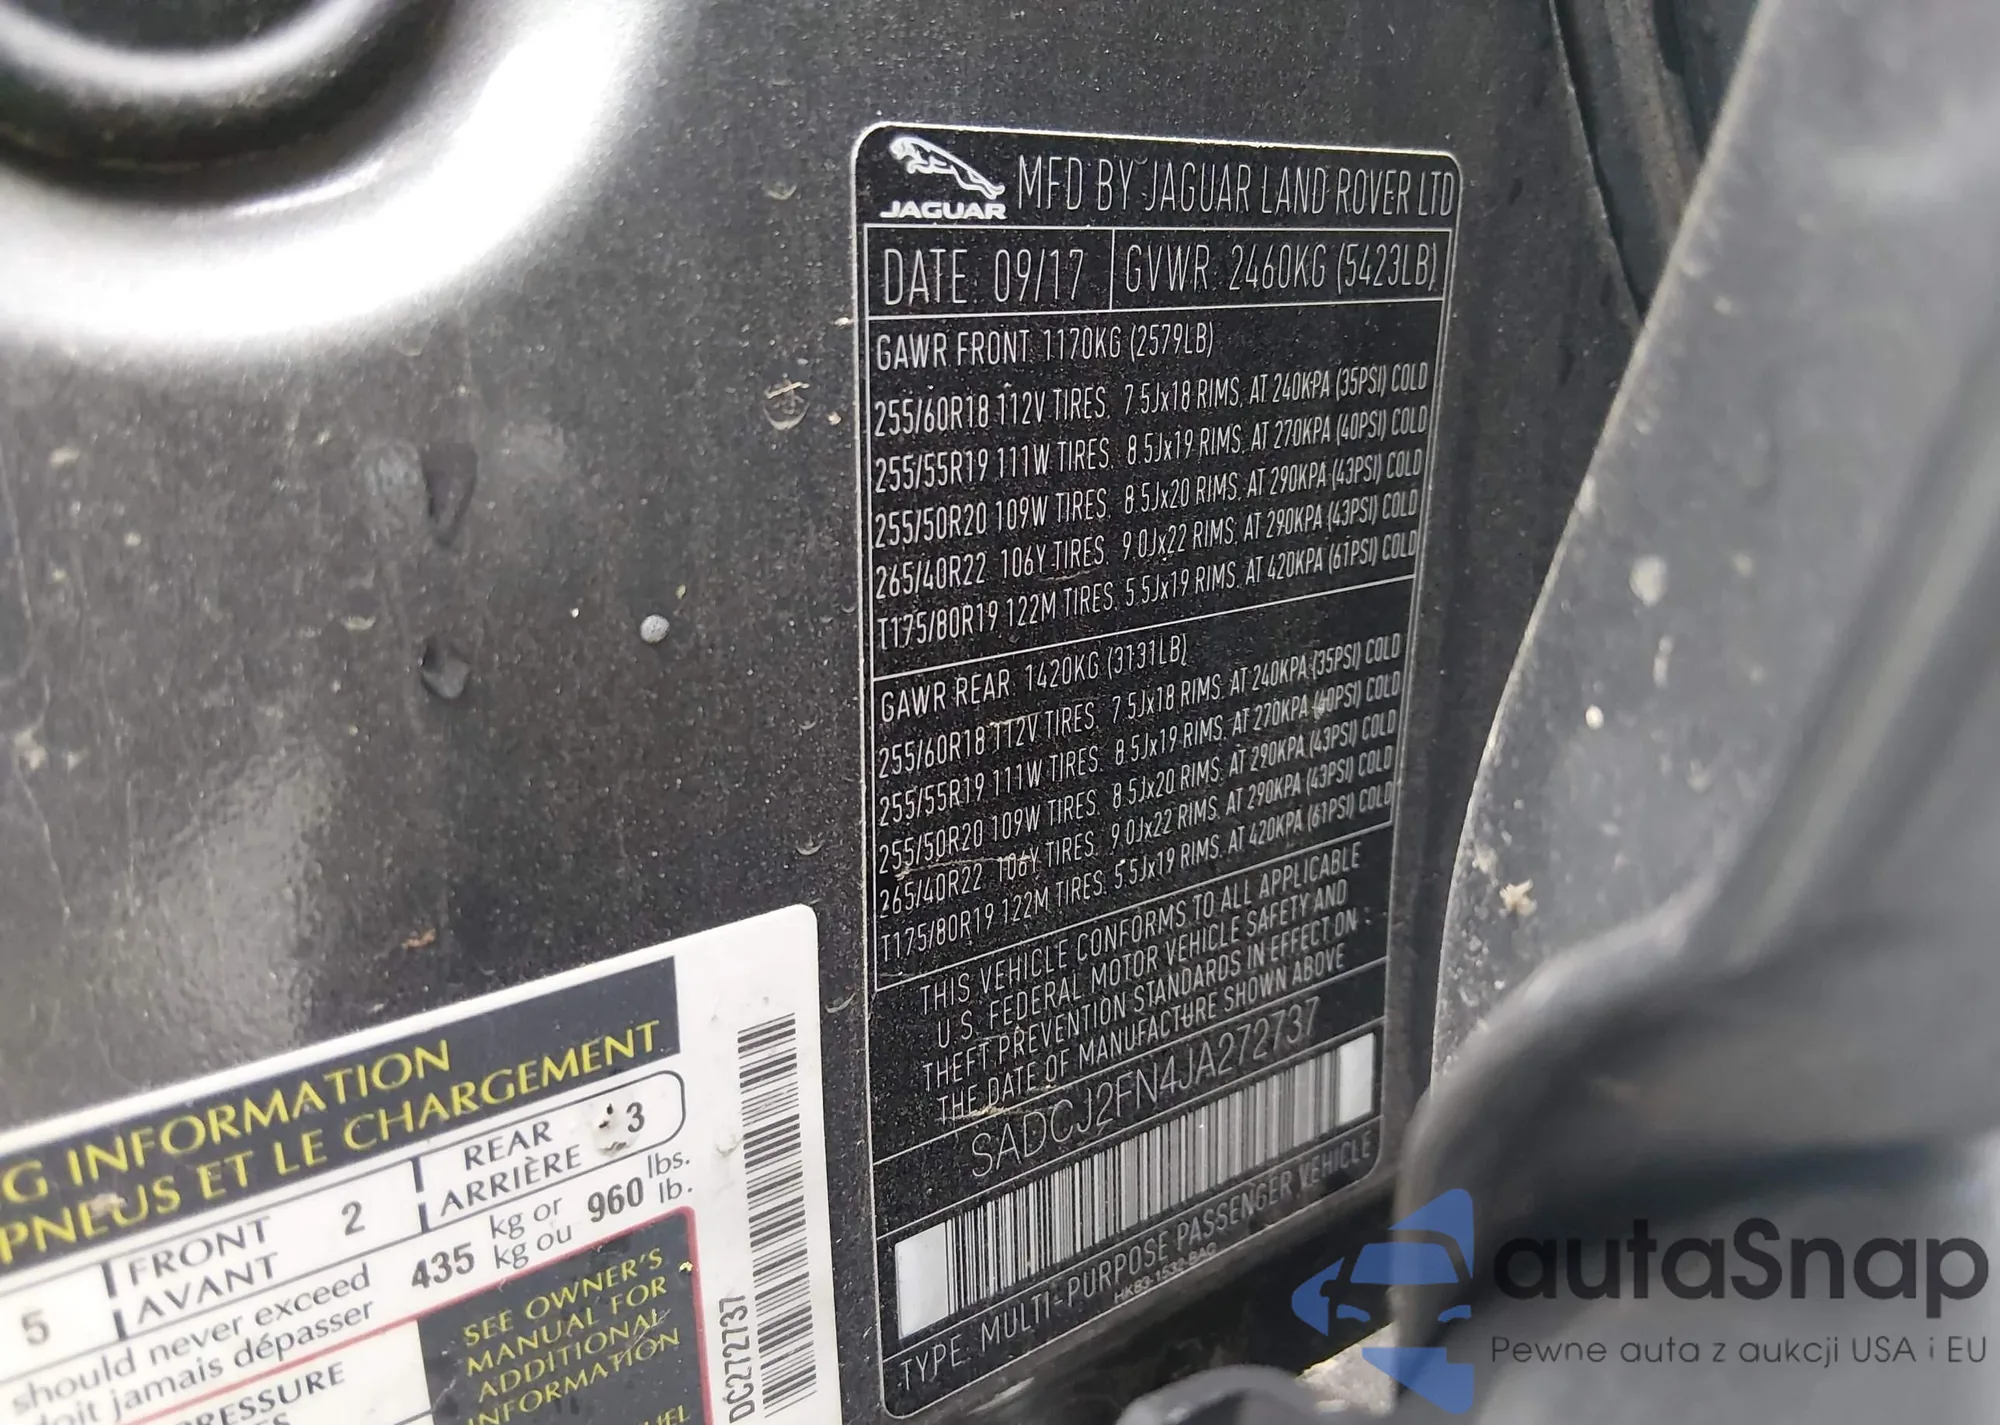 JAGUAR
MFD BY JAGUAR LAND ROVER LTD
DATE: 09/17
GVWR: 2460KG (5423LB)
GAWR FRONT: 1170KG (2579LB)
255/60R18 112V TIRES. 7.5Jx18 RIMS. AT 240KPA (35PSI) COLD
255/55R19 111W TIRES. 8.5Jx19 RIMS. AT 270KPA (40PSI) COLD
255/50R20 109W TIRES. 8.5Jx20 RIMS. AT 290KPA (43PSI) COLD
265/40R22 106Y TIRES. 9.0Jx22 RIMS. AT 290KPA (43PSI) COLD
T175/80R19 122M TIRES. 5.5Jx19 RIMS. AT 420KPA (61PSI) COLD
GAWR REAR: 1420KG (3131LB)
255/60R18 112V TIRES. 7.5Jx18 RIMS. AT 240KPA (35PSI) COLD
255/55R19 111W TIRES. 8.5Jx19 RIMS. AT 270KPA (40PSI) COLD
255/50R20 109W TIRES. 8.5Jx20 RIMS. AT 290KPA (43PSI) COLD
265/40R22 106Y TIRES. 9.0Jx22 RIMS. AT 290KPA (43PSI) COLD
T175/80R19 122M TIRES. 5.5Jx19 RIMS. AT 420KPA (61PSI) COLD
THIS VEHICLE CONFORMS TO ALL APPLICABLE
U.S. FEDERAL MOTOR VEHICLE SAFETY AND
THEFT PREVENTION STANDARDS IN EFFECT ON
THE DATE OF MANUFACTURE SHOWN ABOVE
SADCJ2FN4JA272737
TYPE: MULTI-PURPOSE PASSENGER VEHICLE
G INFORMATION
PNEUS ET LE CHARGEMENT
5
FRONT
AVANT
2
REAR
ARRIÈRE
3
should never exceed
doit jamais dépasser
435
kg or
kg ou
960
lbs.
lb.
SEE OWNER'S
MANUAL FOR
ADDITIONAL
INFORMATION
DC272737
autaSnap
Pewne auta z aukcji USA i EU